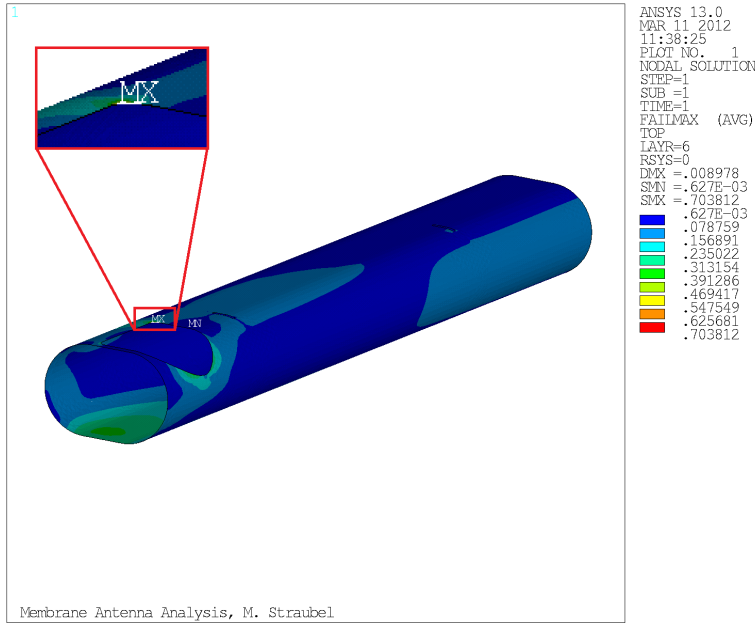 1
ANSYS 13.0
MAR 11 2012
11:38:25
PLOT NO. 1
NODAL SOLUTION
STEP=1
SUB =1
TIME=1
FAILMAX (AVG)
TOP
LAYR=6
RSYS=0
DMX =.008978
SMN =.627E-03
SMX =.703812
.627E-03
.078759
.156891
.235022
.313154
.391286
.469417
.547549
.625681
.703812
MX
MX
MN
Membrane Antenna Analysis, M. Straubel